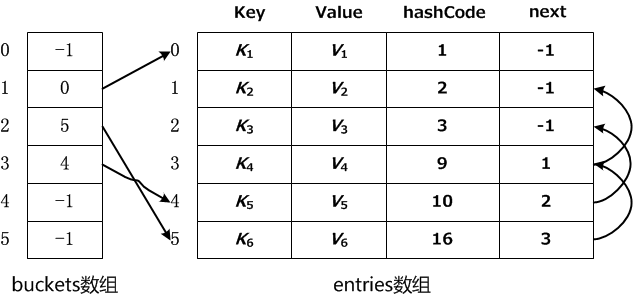 Key Value hashCode next
0 -1 0 K1 V1 1 -1
1 0 1 K2 V2 2 -1
2 5 2 K3 V3 3 -1
3 4 3 K4 V4 9 1
4 -1 4 K5 V5 10 2
5 -1 5 K6 V6 16 3
buckets数组 entries数组